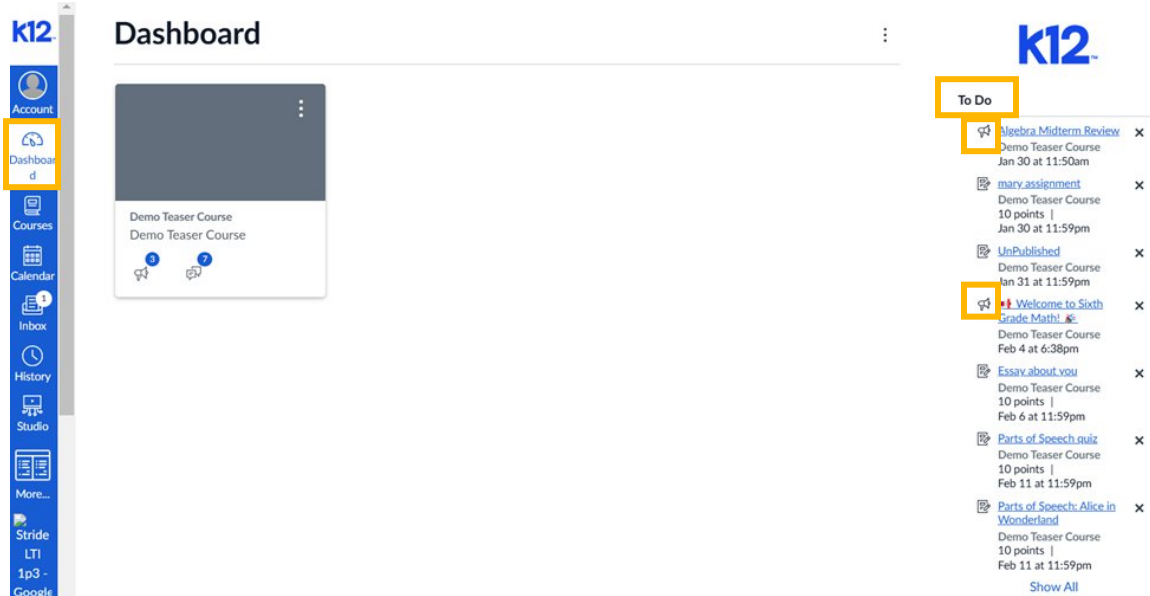 K12
Account
Dashboar
d
Courses
Calendar
1
Inbox
History
Studio
More...
Stride
LTI
1p3 -
Google
Dashboard
Demo Teaser Course
Demo Teaser Course
3
7
K12
To Do
Algebra Midterm Review
Demo Teaser Course
Jan 30 at 11:50am
mary assignment
Demo Teaser Course
10 points |
Jan 30 at 11:59pm
UnPublished
Demo Teaser Course
Jan 31 at 11:59pm
Welcome to Sixth
Grade Math! 🎉
Demo Teaser Course
Feb 4 at 6:38pm
Essay about you
Demo Teaser Course
10 points |
Feb 6 at 11:59pm
Parts of Speech quiz
Demo Teaser Course
10 points |
Feb 11 at 11:59pm
Parts of Speech: Alice in
Wonderland
Demo Teaser Course
10 points |
Feb 11 at 11:59pm
Show All